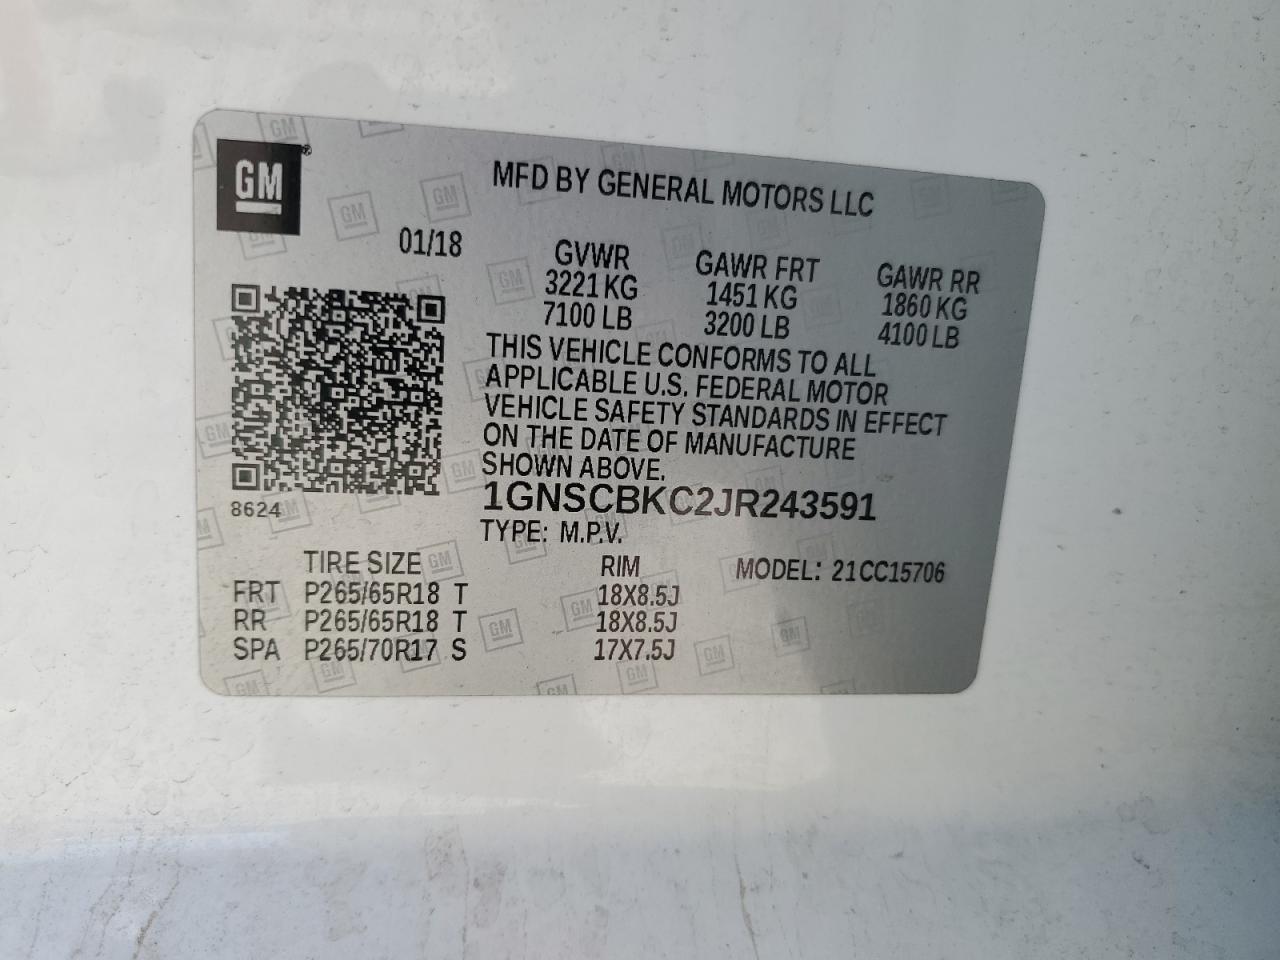 GM®
MFD BY GENERAL MOTORS LLC
01/18
GVWR GAWR FRT GAWR RR
3221 KG 1451 KG 1860 KG
7100 LB 3200 LB 4100 LB
THIS VEHICLE CONFORMS TO ALL
APPLICABLE U.S. FEDERAL MOTOR
VEHICLE SAFETY STANDARDS IN EFFECT
ON THE DATE OF MANUFACTURE
SHOWN ABOVE.
1GNSCBKC2JR243591
8624
TYPE: M.P.V.
TIRE SIZE RIM MODEL: 21CC15706
FRT P265/65R18 T 18X8.5J
RR P265/65R18 T 18X8.5J
SPA P265/70R17 S 17X7.5J